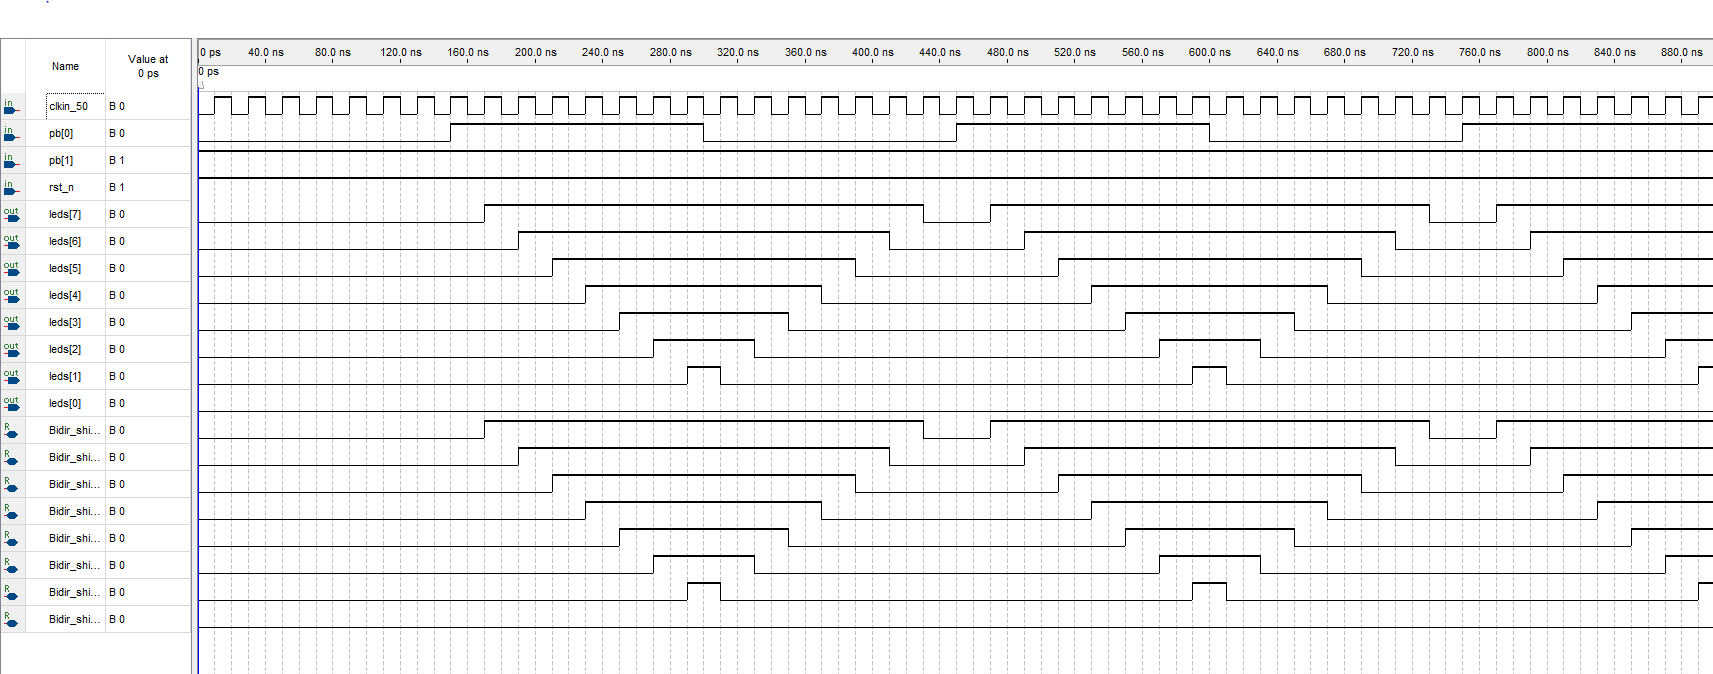 0 ps 40.0 ns 80.0 ns 120.0 ns 160.0 ns 200.0 ns 240.0 ns 280.0 ns 320.0 ns 360.0 ns 400.0 ns 440.0 ns 480.0 ns 520.0 ns 560.0 ns 600.0 ns 640.0 ns 680.0 ns 720.0 ns 760.0 ns 800.0 ns 840.0 ns 880.0 ns
Name Value at
0 ps
0 ps
in clkin_50 B 0
in pb[0] B 0
in pb[1] B 1
in rst_n B 1
out leds[7] B 0
out leds[6] B 0
out leds[5] B 0
out leds[4] B 0
out leds[3] B 0
out leds[2] B 0
out leds[1] B 0
out leds[0] B 0
R Bidir_shi... B 0
R Bidir_shi... B 0
R Bidir_shi... B 0
R Bidir_shi... B 0
R Bidir_shi... B 0
R Bidir_shi... B 0
R Bidir_shi... B 0
R Bidir_shi... B 0